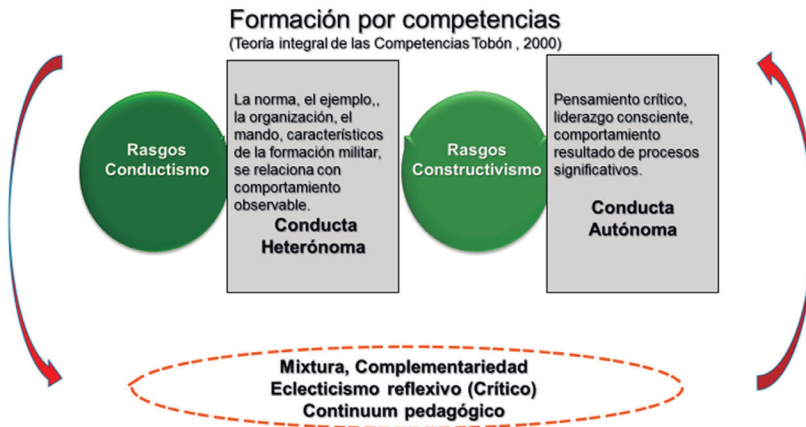 Formación por competencias
(Teoría integral de las Competencias Tobón , 2000)
Rasgos
Conductismo
La norma, el ejemplo,,
la organización, el
mando, característicos
de la formación militar,
se relaciona con
comportamiento
observable.
Conducta
Heterónoma
Rasgos
Constructivismo
Pensamiento crítico,
liderazgo consciente,
comportamiento
resultado de procesos
significativos.
Conducta
Autónoma
Mixtura, Complementariedad
Eclecticismo reflexivo (Crítico)
Continuum pedagógico